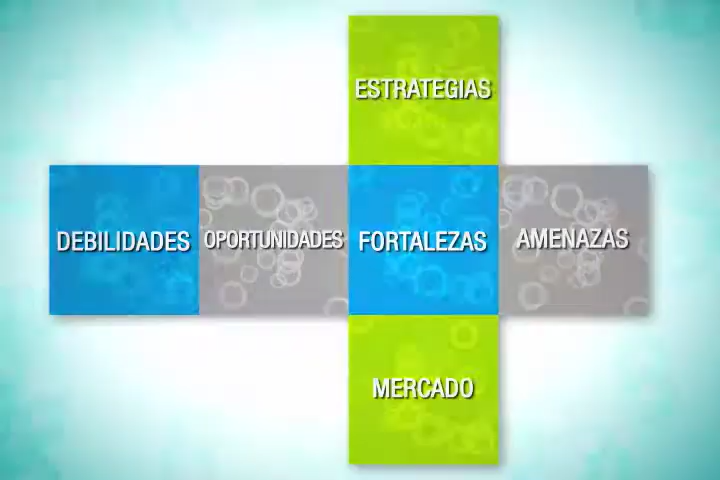 ESTRATEGIAS
DEBILIDADES
OPORTUNIDADES
FORTALEZAS
AMENAZAS
MERCADO